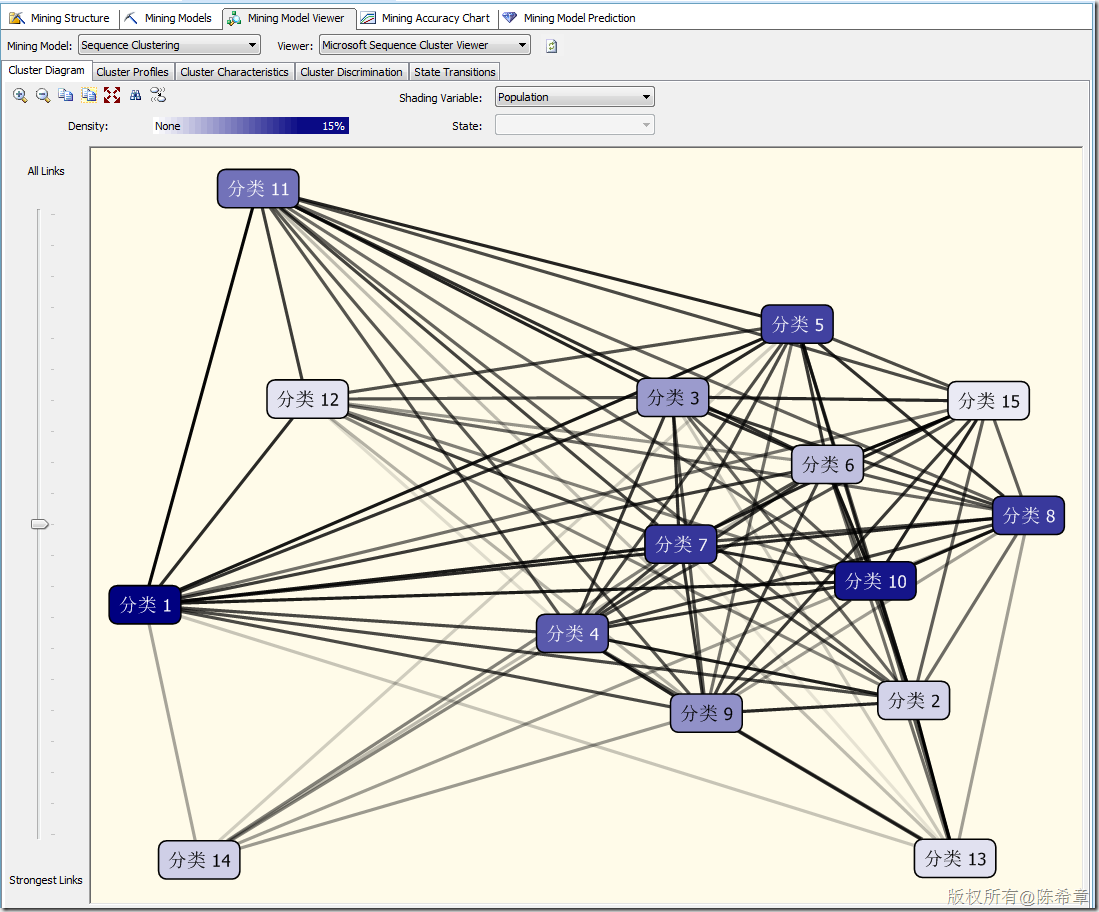 Mining Structure Mining Models Mining Model Viewer Mining Accuracy Chart Mining Model Prediction
Mining Model: Sequence Clustering Viewer: Microsoft Sequence Cluster Viewer
Cluster Diagram Cluster Profiles Cluster Characteristics Cluster Discrimination State Transitions
Shading Variable: Population
Density: None 15% State:
All Links
分类 11
分类 5
分类 12
分类 3
分类 15
分类 6
分类 8
分类 7
分类 10
分类 1
分类 4
分类 2
分类 9
分类 14
分类 13
Strongest Links
版权所有@陈希章